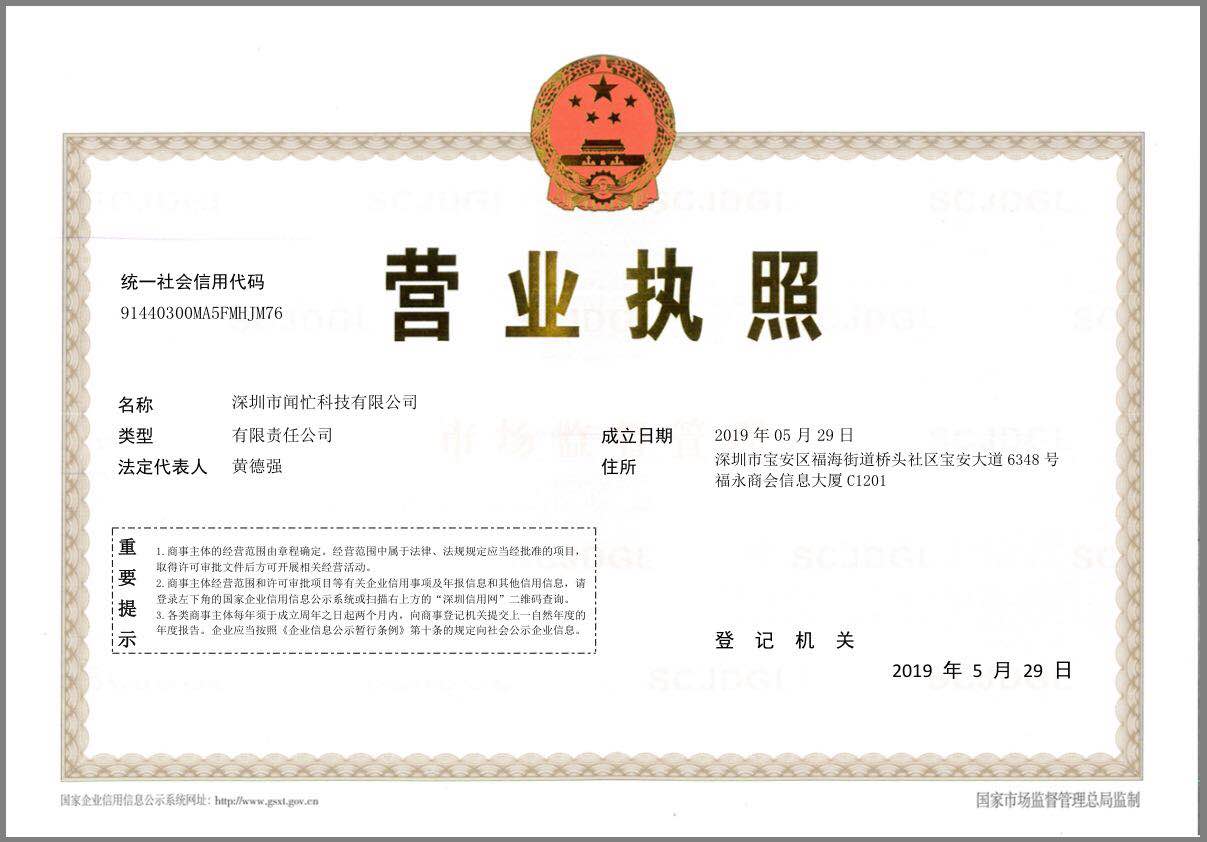 营业执照
统一社会信用代码
91440300MA5FMHJM76
名称 深圳市闻忙科技有限公司
类型 有限责任公司
法定代表人 黄德强
成立日期 2019 年 05 月 29 日
住所 深圳市宝安区福海街道桥头社区宝安大道 6348 号
福永商会信息大厦 C1201
重要提示
1.商事主体的经营范围由章程确定。经营范围中属于法律、法规规定应当经批准的项目，
取得许可审批文件后方可开展相关经营活动。
2.商事主体经营范围和许可审批项目等有关企业信用事项及年报信息和其他信用信息，请
登录左下角的国家企业信用信息公示系统或扫描右上方的“深圳信用网”二维码查询。
3.各类商事主体每年须于成立周年之日起两个月内，向商事登记机关提交上一自然年度的
年度报告。企业应当按照《企业信息公示暂行条例》第十条的规定向社会公示企业信息。
登 记 机 关
2019 年 5 月 29 日
国家企业信用信息公示系统网址：http://www.gsxt.gov.cn
国家市场监督管理总局监制